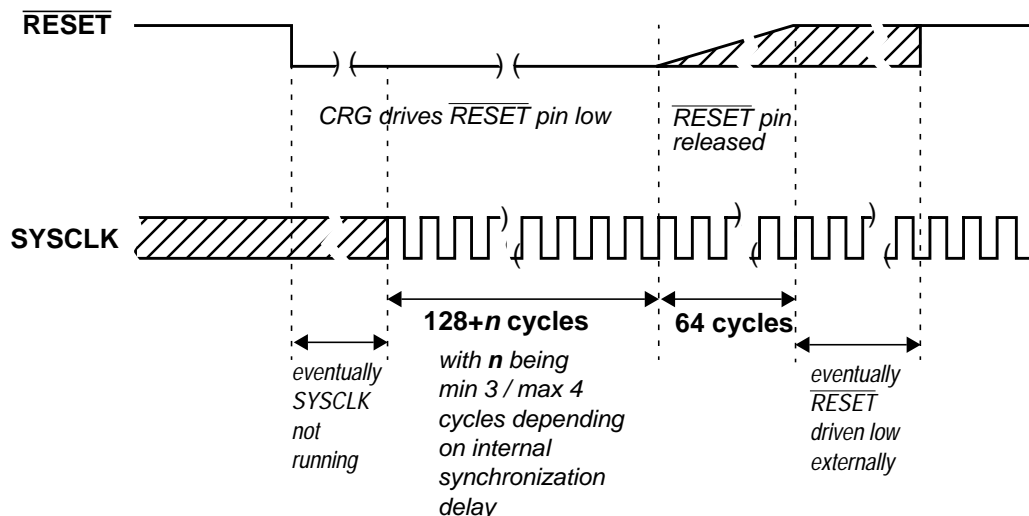 RESET
CRG drives RESET pin low
RESET pin
released
SYSCLK
128+n cycles
with n being
min 3 / max 4
cycles depending
on internal
synchronization
delay
64 cycles
eventually
SYSCLK
not
running
eventually
RESET
driven low
externally